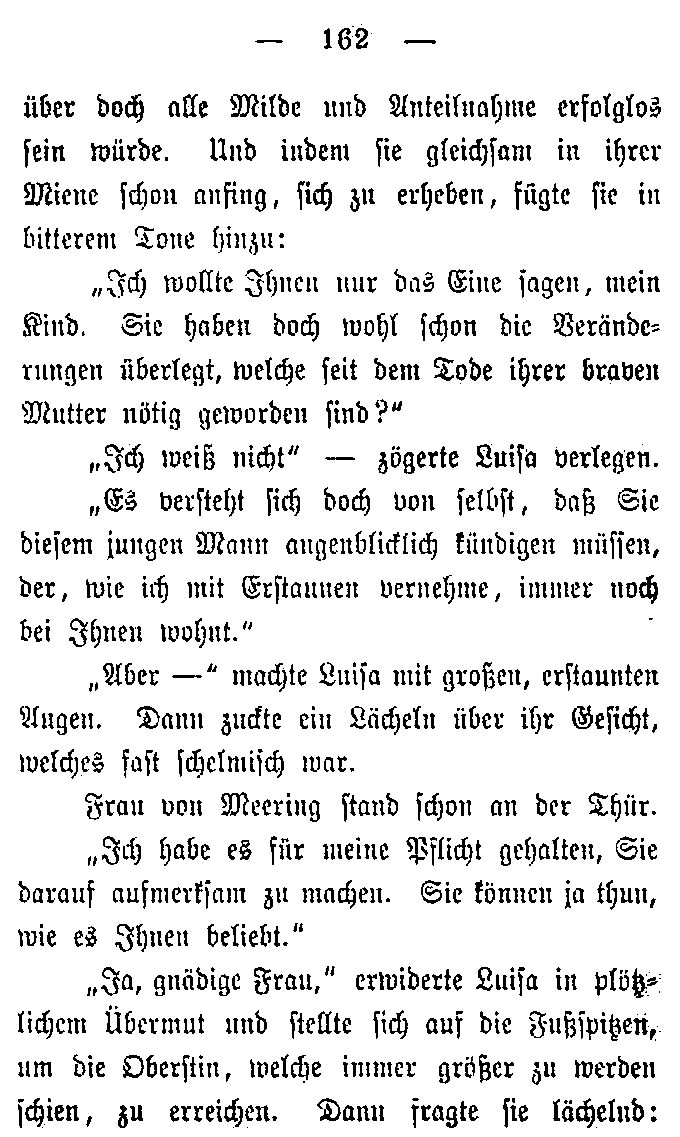 — 162 —
über doch alle Milde und Anteilnahme erfolglos
sein würde. Und indem sie gleichsam in ihrer
Miene schon anfing, sich zu erheben, fügte sie in
bitterem Tone hinzu:
„Ich wollte Ihnen nur das Eine sagen, mein
Kind. Sie haben doch wohl schon die Verände-
rungen überlegt, welche seit dem Tode ihrer braven
Mutter nötig geworden sind?“
„Ich weiß nicht“ — zögerte Luisa verlegen.
„Es versteht sich doch von selbst, daß Sie
diesem jungen Mann augenblicklich kündigen müssen,
der, wie ich mit Erstaunen vernehme, immer noch
bei Ihnen wohnt.“
„Aber —“ machte Luisa mit großen, erstaunten
Augen. Dann zuckte ein Lächeln über ihr Gesicht,
welches fast schelmisch war.
Frau von Meering stand schon an der Thür.
„Ich habe es für meine Pflicht gehalten, Sie
darauf aufmerksam zu machen. Sie können ja thun,
wie es Ihnen beliebt.“
„Ja, gnädige Frau,“ erwiderte Luisa in plötz-
lichem Übermut und stellte sich auf die Fußspitzen,
um die Oberstin, welche immer größer zu werden
schien, zu erreichen. Dann fragte sie lächelnd: